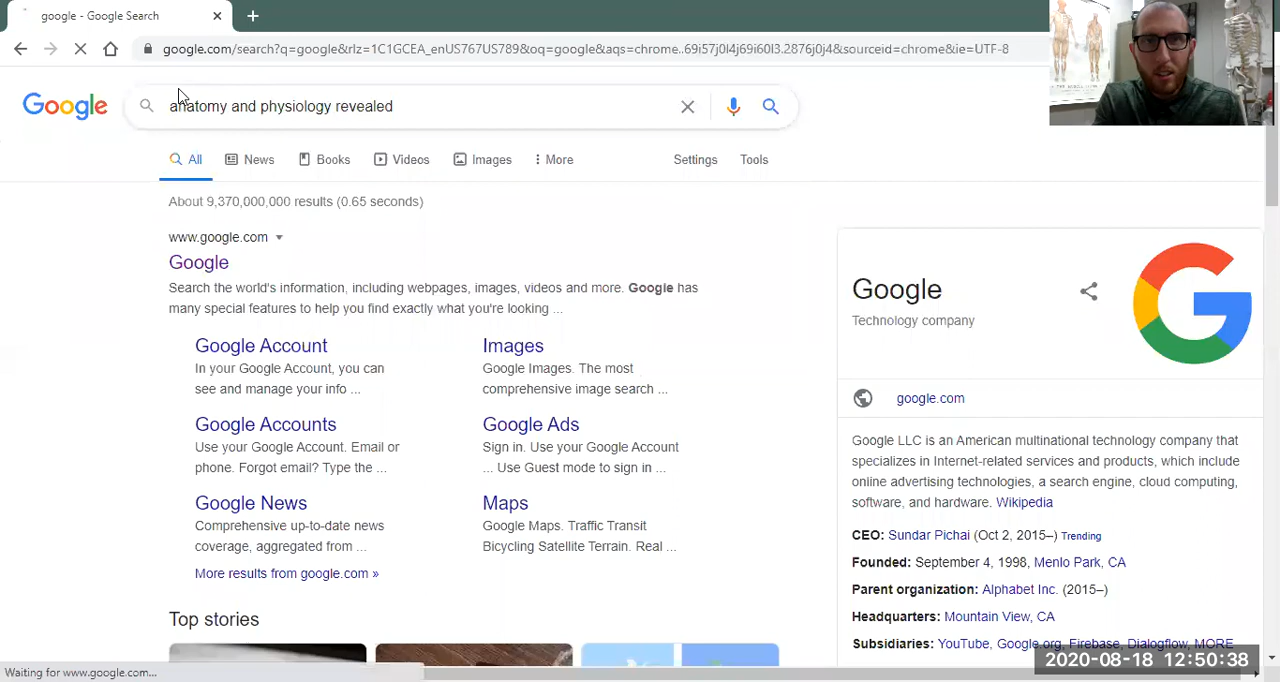 google - Google Search
google.com/search?q=google&rlz=1C1GCEA_enUS767US789&oq=google&aqs=chrome..69i57j0l4j69i60l3.2876j0j4&sourceid=chrome&ie=UTF-8
Google
anatomy and physiology revealed
All News Books Videos Images More Settings Tools
About 9,370,000,000 results (0.65 seconds)
www.google.com
Google
Search the world's information, including webpages, images, videos and more. Google has
many special features to help you find exactly what you're looking ...
Google Account
In your Google Account, you can
see and manage your info ...
Images
Google Images. The most
comprehensive image search ...
Google Accounts
Use your Google Account. Email or
phone. Forgot email? Type the ...
Google Ads
Sign in. Use your Google Account
... Use Guest mode to sign in ...
Google News
Comprehensive up-to-date news
coverage, aggregated from ...
Maps
Google Maps. Traffic Transit
Bicycling Satellite Terrain. Real ...
More results from google.com »
Top stories
Google
Technology company
google.com
Google LLC is an American multinational technology company that
specializes in Internet-related services and products, which include
online advertising technologies, a search engine, cloud computing,
software, and hardware. Wikipedia
CEO: Sundar Pichai (Oct 2, 2015–) Trending
Founded: September 4, 1998, Menlo Park, CA
Parent organization: Alphabet Inc. (2015–)
Headquarters: Mountain View, CA
Subsidiaries: YouTube, Google.org, Firebase, Dialogflow, MORE
Waiting for www.google.com...
2020-08-18 12:50:38